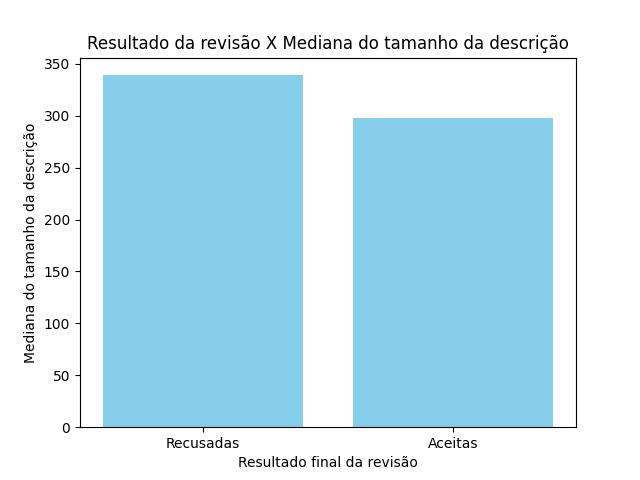 Resultado da revisão X Mediana do tamanho da descrição
350
300
250
200
150
100
50
0
Mediana do tamanho da descrição
Recusadas
Aceitas
Resultado final da revisão